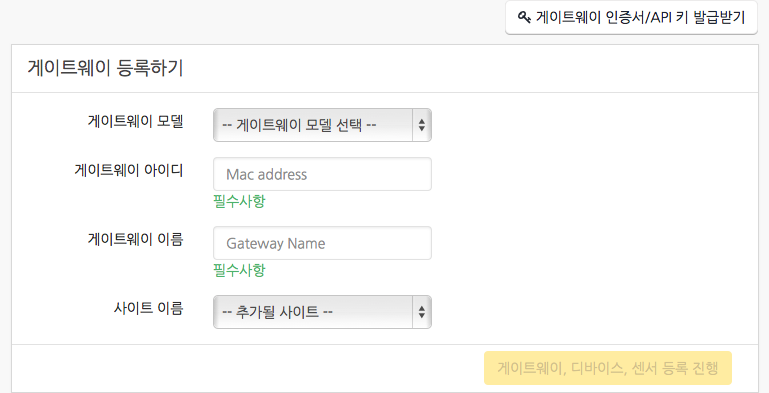 게이트웨이 인증서/API 키 발급받기
게이트웨이 등록하기
게이트웨이 모델
-- 게이트웨이 모델 선택 --
게이트웨이 아이디
Mac address
필수사항
게이트웨이 이름
Gateway Name
필수사항
사이트 이름
-- 추가될 사이트 --
게이트웨이, 디바이스, 센서 등록 진행